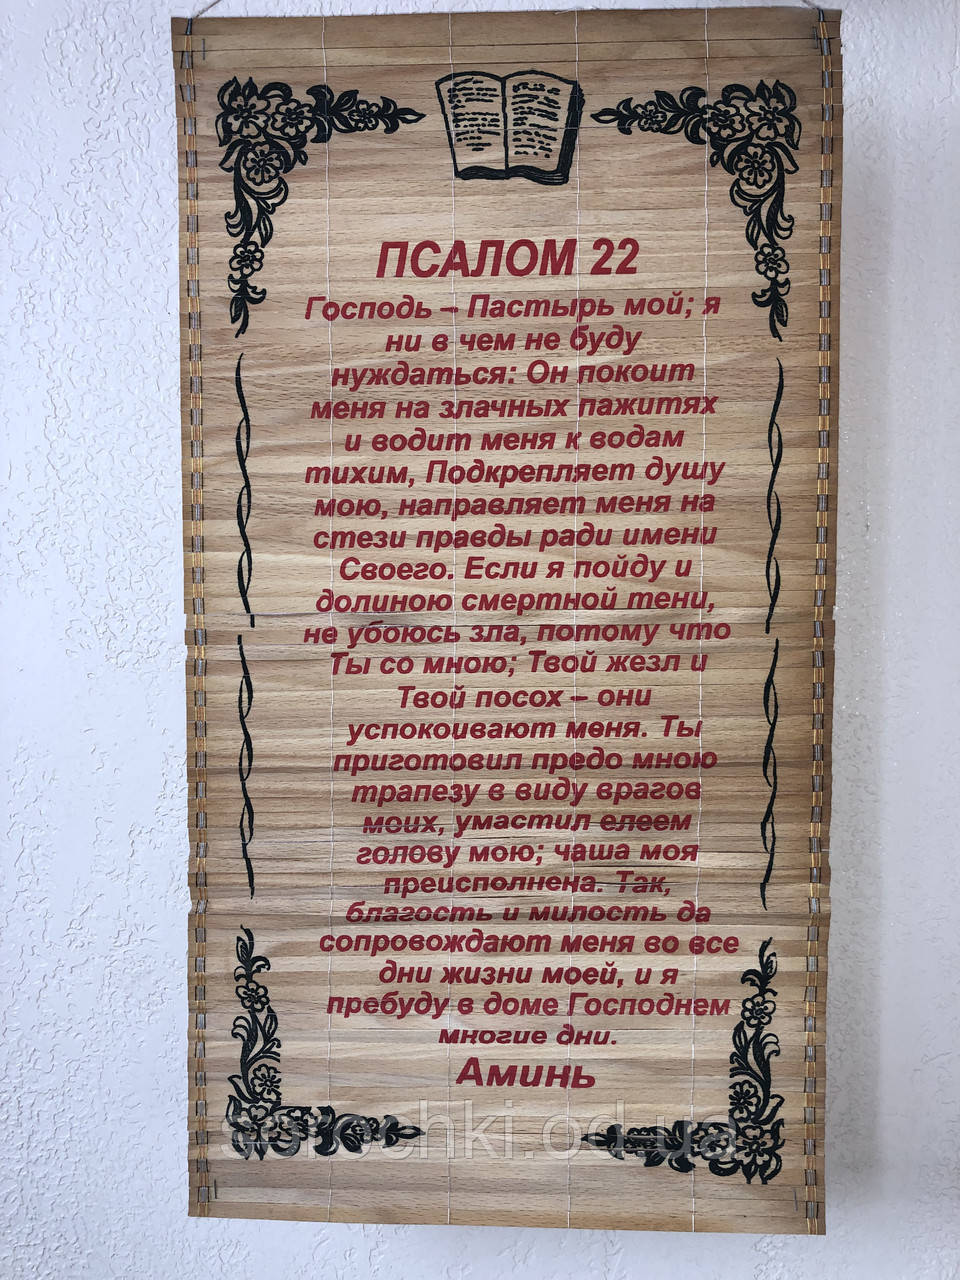 ПСАЛОМ 22
Господь – Пастырь мой; я
ни в чем не буду
нуждаться: Он покоит
меня на злачных пажитях
и водит меня к водам
тихим, Подкрепляет душу
мою, направляет меня на
стези правды ради имени
Своего. Если я пойду и
долиною смертной тени,
не убоюсь зла, потому что
Ты со мною; Твой жезл и
Твой посох – они
успокоивают меня. Ты
приготовил предо мною
трапезу в виду врагов
моих, умастил елеем
голову мою; чаша моя
преисполнена. Так,
благость и милость да
сопровождают меня во все
дни жизни моей, и я
пребуду в доме Господнем
многие дни.
Аминь
sorochki.od.ua